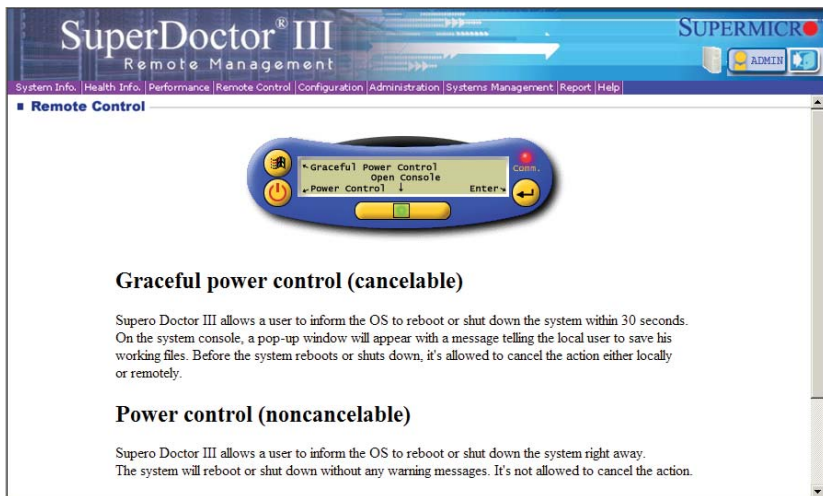 SuperDoctor® III
Remote Management
SUPERMICR
ADMIN
System Info. Health Info. Performance Remote Control Configuration Administration Systems Management Report Help
Remote Control
Graceful Power Control
Open Console
Power Control Enter
Comm.
Graceful power control (cancelable)
Supero Doctor III allows a user to inform the OS to reboot or shut down the system within 30 seconds.
On the system console, a pop-up window will appear with a message telling the local user to save his
working files. Before the system reboots or shuts down, it's allowed to cancel the action either locally
or remotely.
Power control (noncancelable)
Supero Doctor III allows a user to inform the OS to reboot or shut down the system right away.
The system will reboot or shut down without any warning messages. It's not allowed to cancel the action.